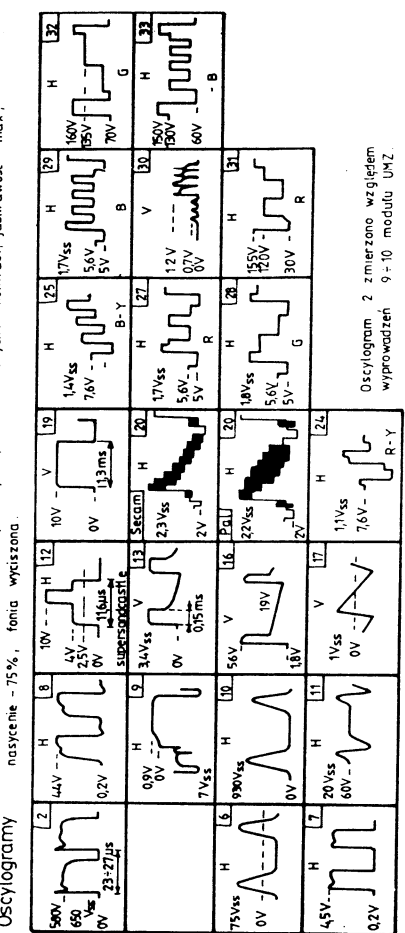 Oscylogramy
nasycenie - 75%, fonia wyciszona
2
580V
650 Vss
0V
23÷27µs
8
H
44V
0,2V
12
H
10V
4V
2,5V
0V
11,6µs
supersandcastle
19
V
10V
0V
1,3ms
25
H
1,4Vss
7,6V
B-Y
29
H
1,7Vss
5,6V
5V
B
32
H
160V
135V
70V
G
9
H
0,9V
0V
7Vss
13
V
3,4Vss
0V
0,15ms
Secam
20
H
2,3Vss
2V
27
H
1,7Vss
5,6V
5V
R
30
V
12V
0,7V
0V
33
H
150V
130V
60V
- B
6
H
75Vss
0V
10
H
930Vss
0V
16
V
56V
19V
1,8V
Pal
20
H
2,2Vss
2V
28
H
1,8Vss
5,6V
5V
G
31
H
155V
120V
30V
R
7
H
4,5V
0,2V
11
H
20Vss
60V
17
V
1Vss
0V
24
H
1,1Vss
7,6V
R-Y
Oscylogram 2 zmierzono względem
wyprowadzeń 9÷10 modułu UMZ